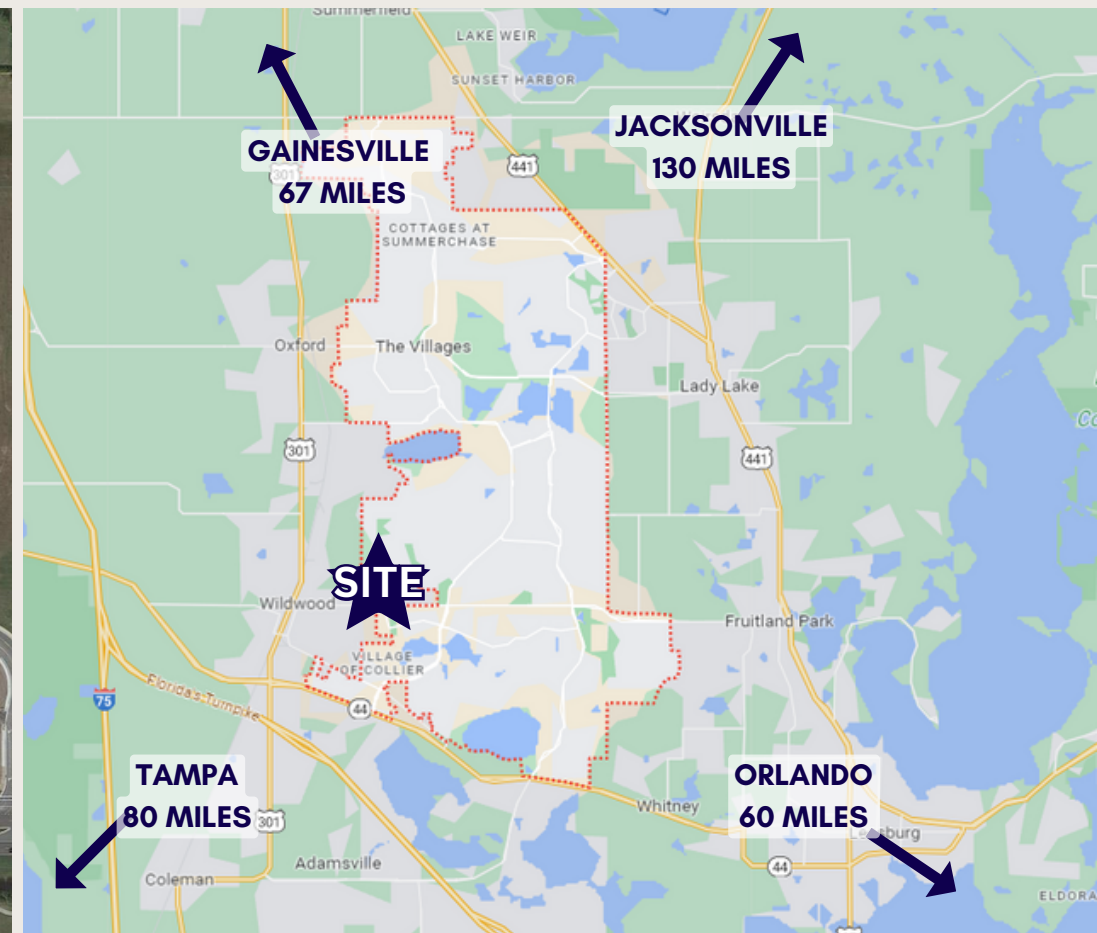 Summerfield
LAKE WEIR
SUNSET HARBOR
JACKSONVILLE
130 MILES
GAINESVILLE
67 MILES
301
441
COTTAGES AT
SUMMERCHASE
Oxford
The Villages
Lady Lake
301
441
SITE
Wildwood
Fruitland Park
VILLAGE
OF COLLIER
75
Florida's Turnpike
44
TAMPA
80 MILES
ORLANDO
60 MILES
301
Whitney
Leesburg
Adamsville
44
Coleman
ELDORA